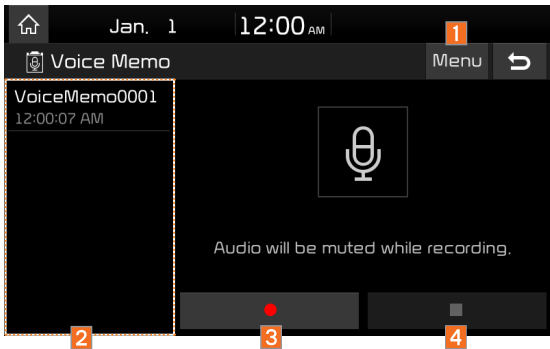 Jan. 1 12:00 AM
1
Voice Memo Menu
VoiceMemo0001
12:00:07 AM
Audio will be muted while recording.
2 3 4